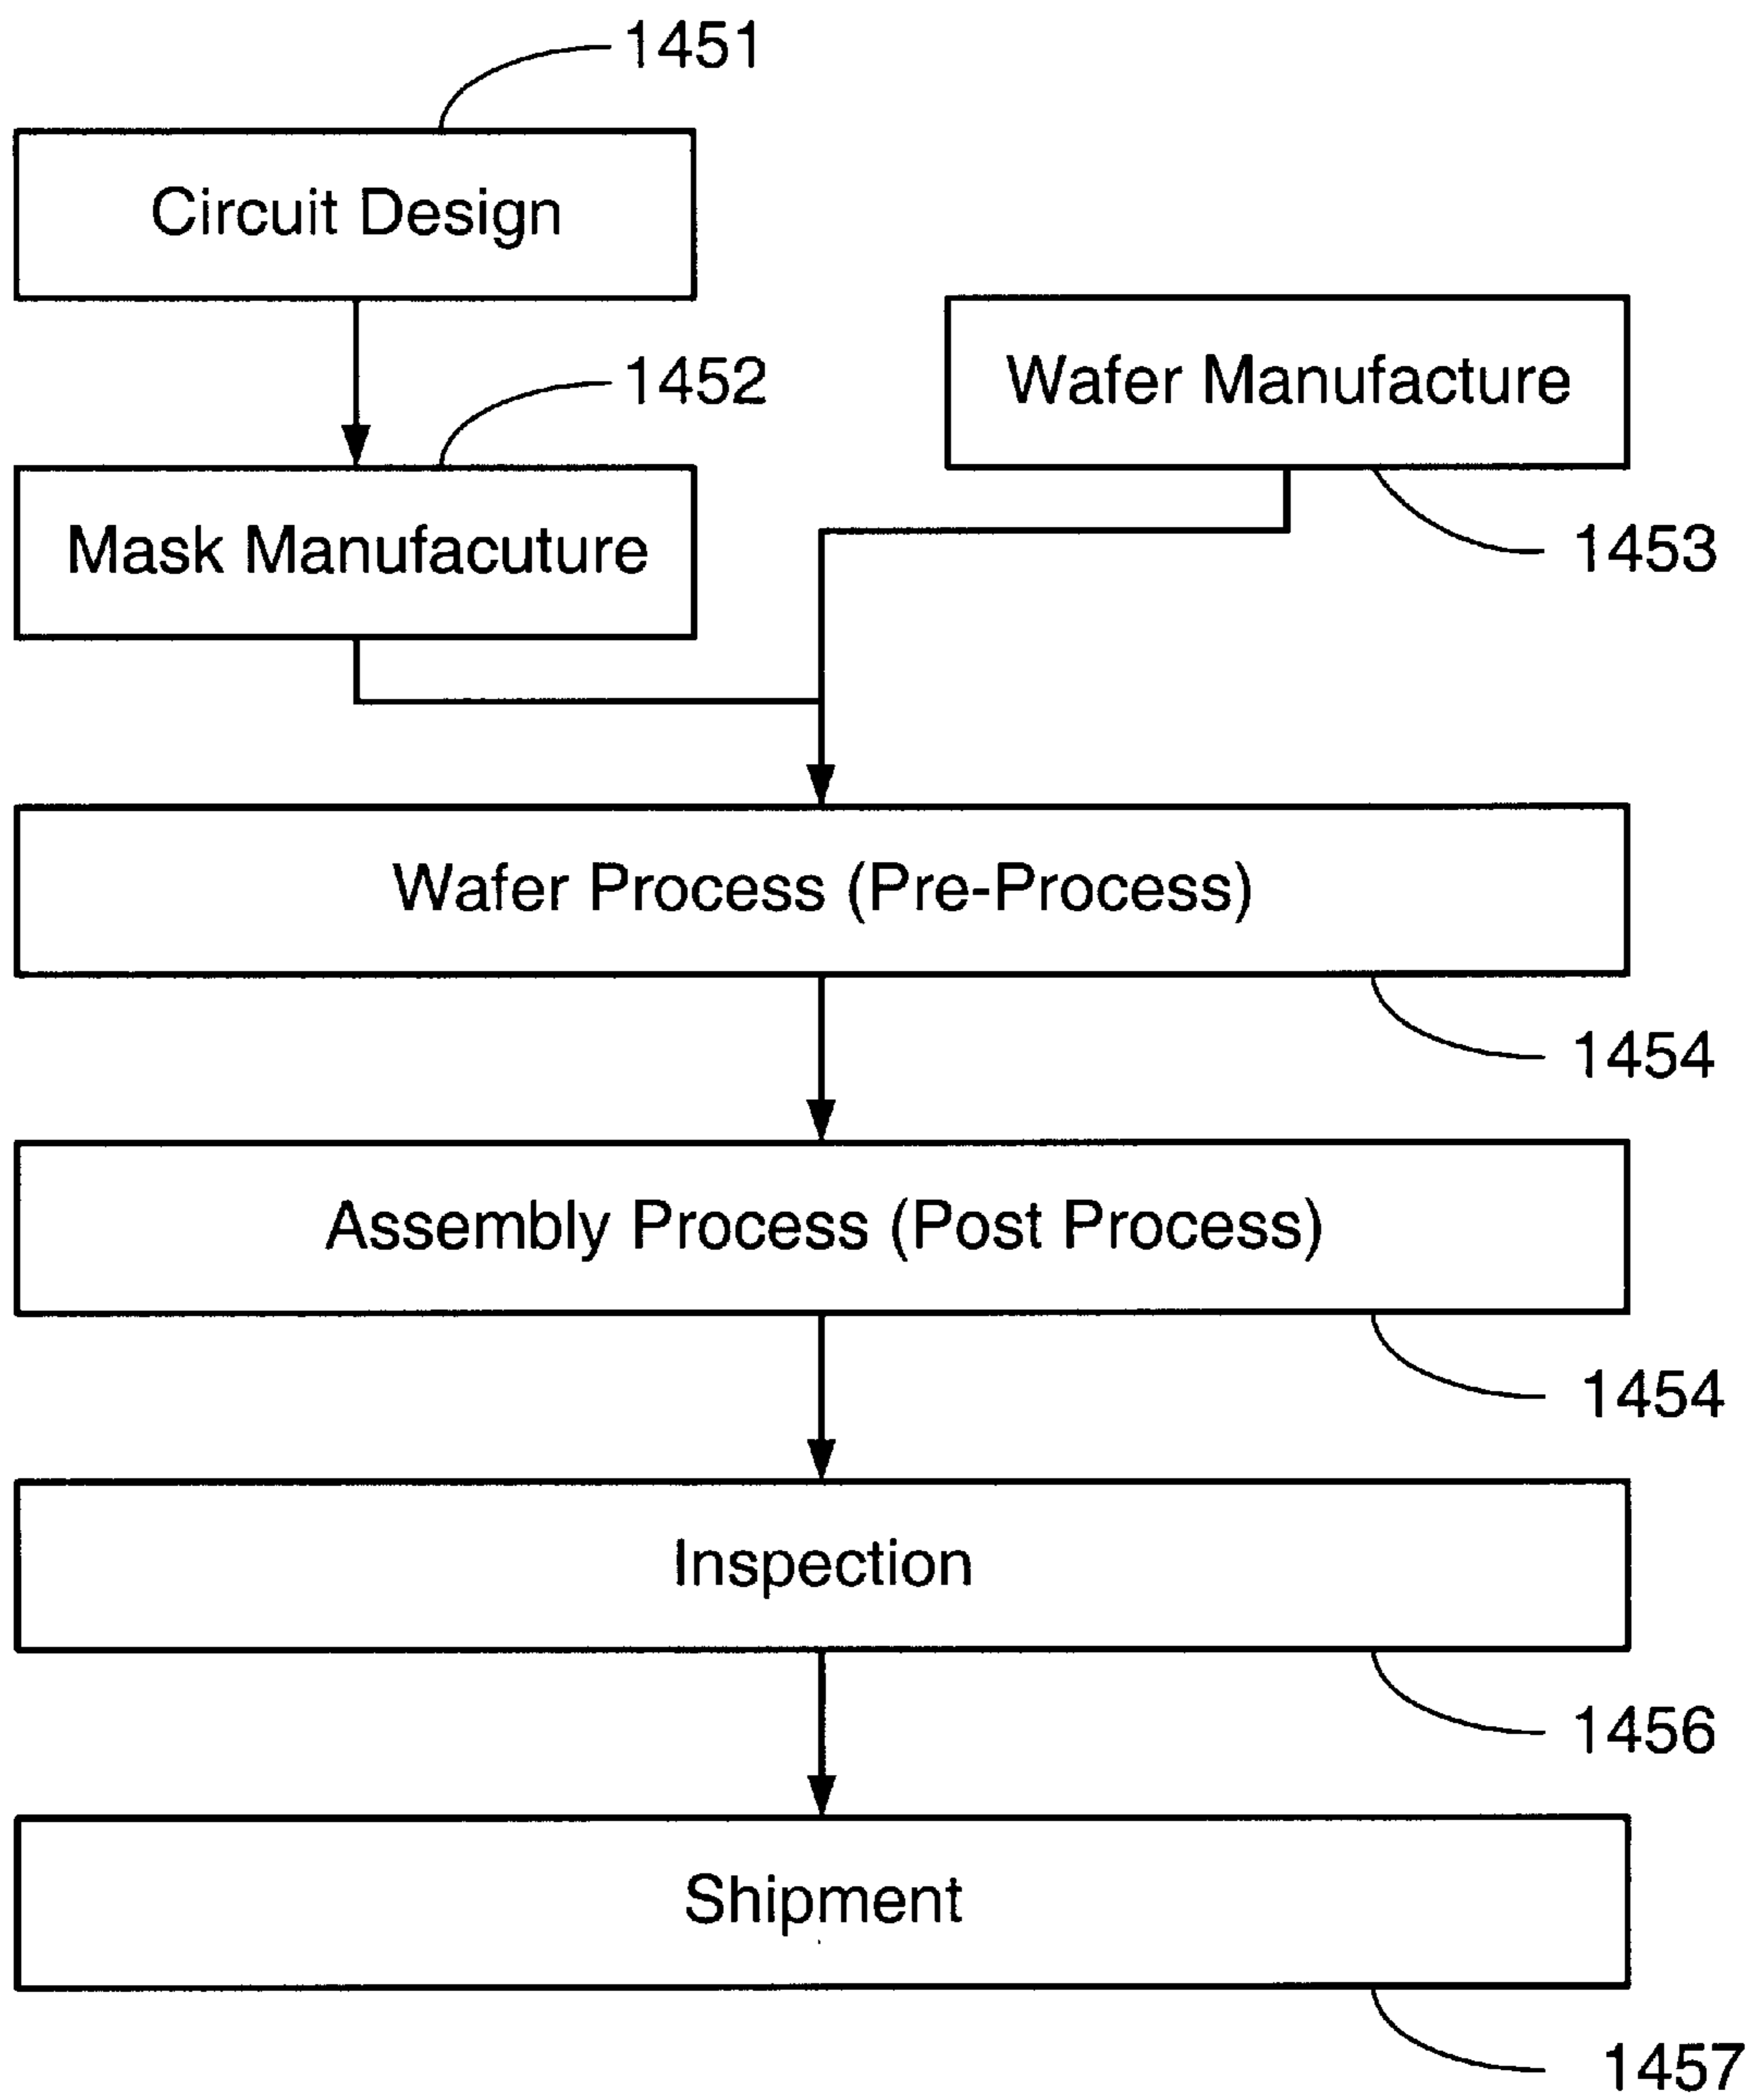 1451
Circuit Design
1452
Wafer Manufacture
Mask Manufacuture
1453
Wafer Process (Pre-Process)
1454
Assembly Process (Post Process)
1454
Inspection
1456
Shipment
1457